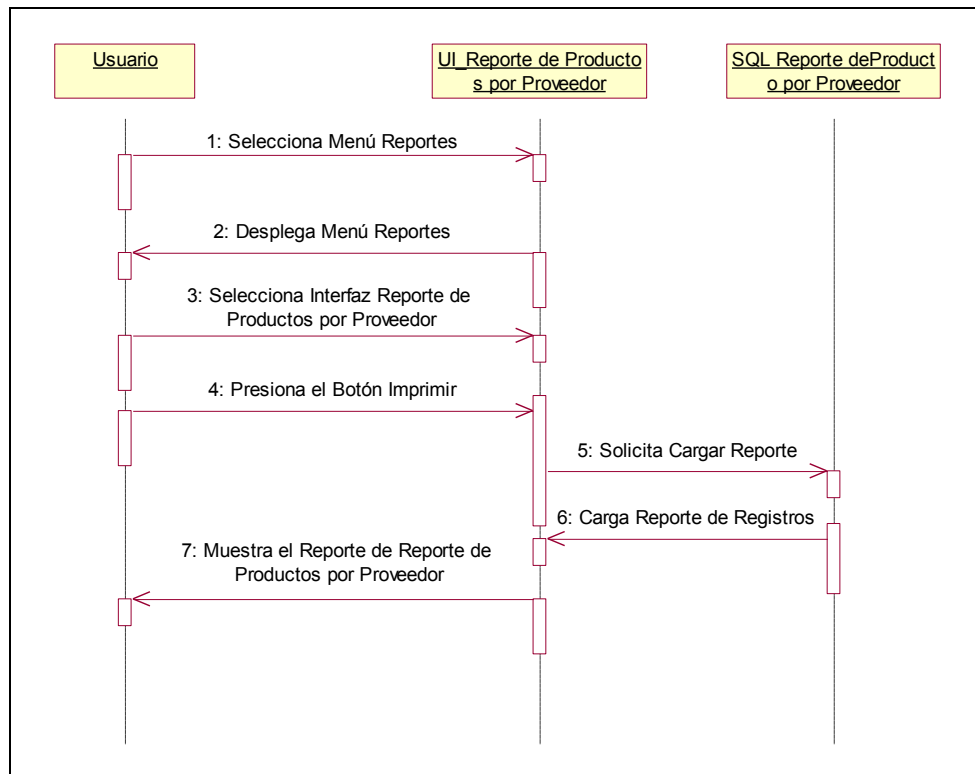 Usuario
UI_Reporte de Producto
s por Proveedor
SQL Reporte deProduct
o por Proveedor
1: Selecciona Menú Reportes
2: Desplega Menú Reportes
3: Selecciona Interfaz Reporte de
Productos por Proveedor
4: Presiona el Botón Imprimir
5: Solicita Cargar Reporte
6: Carga Reporte de Registros
7: Muestra el Reporte de Reporte de
Productos por Proveedor